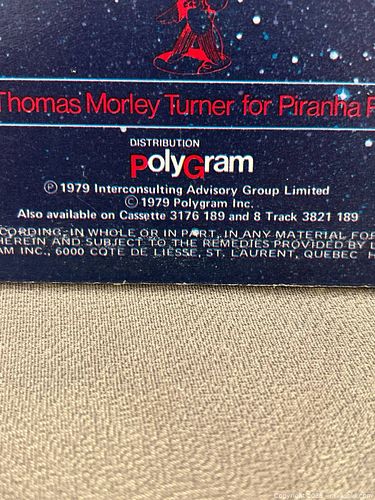 Thomas Morley Turner for Piranha
DISTRIBUTION
PolyGram
℗ 1979 Interconsulting Advisory Group Limited
© 1979 Polygram Inc.
Also available on Cassette 3176 189 and 8 Track 3821 189
CORDING-IN WHOLE OR IN PART, IN ANY MATERIAL FOR
HEREIN AND SUBJECT TO THE REMEDIES PROVIDED BY L
AM INC., 6000 COTE DE LIESSE, ST. LAURENT, QUEBEC H